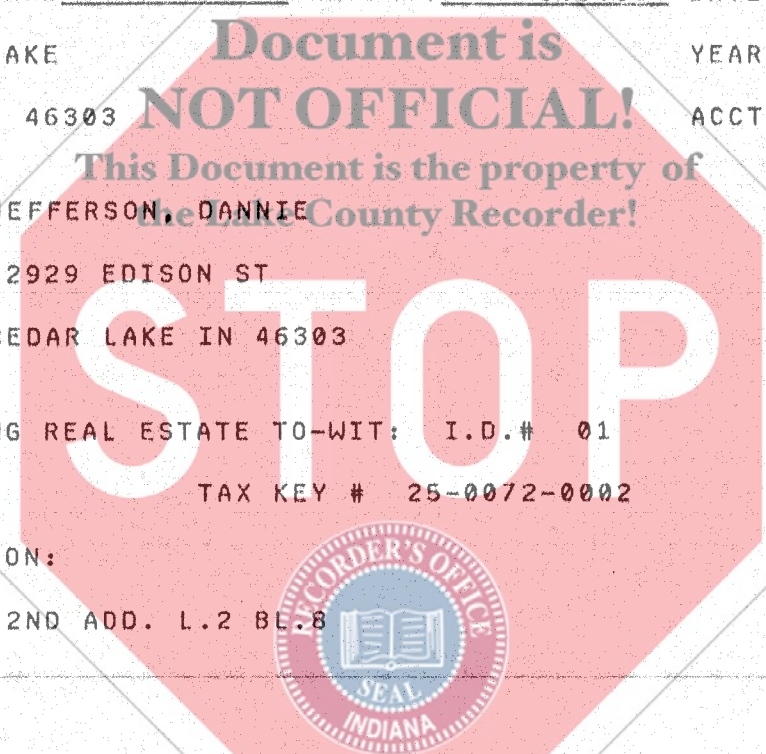 Document is
AKE YEAR
46303 NOT OFFICIAL! ACCT
This Document is the property of
EFFERSON, DANNIE
the Lake County Recorder!
2929 EDISON ST
EDAR LAKE IN 46303
STOP
G REAL ESTATE TO-WIT: I.D.# 01
TAX KEY # 25-0072-0002
ON:
2ND ADD. L.2 BL.8
RECORDER'S OFFICE
SEAL
INDIANA